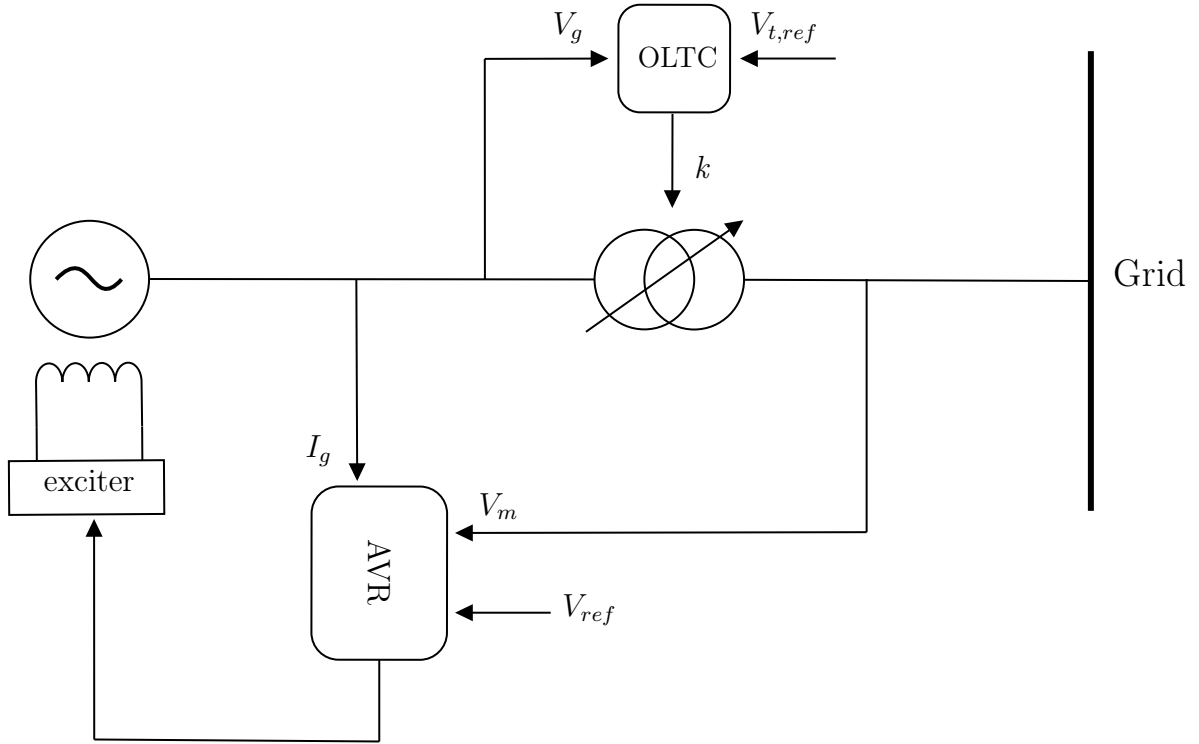 V_g
OLTC
V_{t,ref}
k
Grid
I_g
exciter
V_m
AVR
V_{ref}